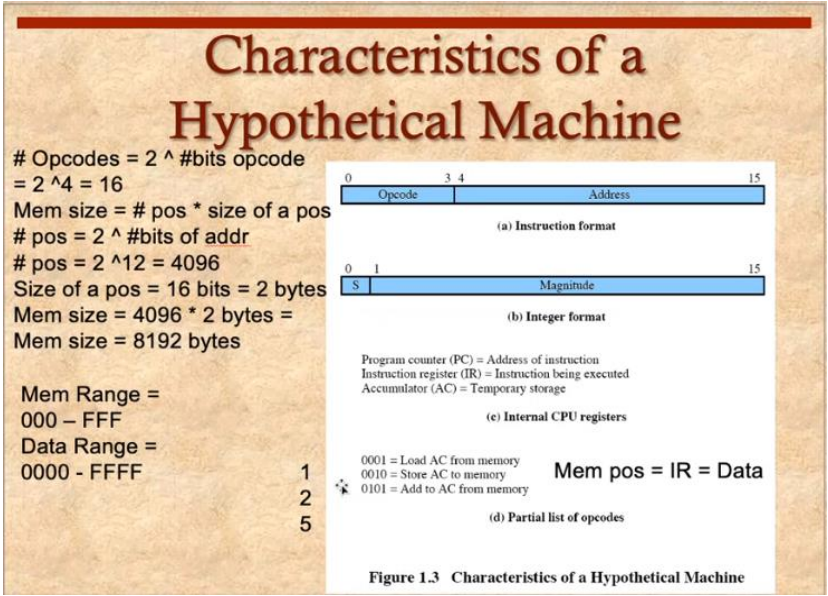 Characteristics of a
Hypothetical Machine
# Opcodes = 2 ^ #bits opcode
= 2 ^4 = 16
Mem size = # pos * size of a pos
# pos = 2 ^ #bits of addr
# pos = 2 ^12 = 4096
Size of a pos = 16 bits = 2 bytes
Mem size = 4096 * 2 bytes =
Mem size = 8192 bytes
Mem Range =
000 – FFF
Data Range =
0000 - FFFF
1
2
5
0 3 4 15
Opcode Address
(a) Instruction format
0 1 15
S Magnitude
(b) Integer format
Program counter (PC) = Address of instruction
Instruction register (IR) = Instruction being executed
Accumulator (AC) = Temporary storage
(c) Internal CPU registers
0001 = Load AC from memory
0010 = Store AC to memory
0101 = Add to AC from memory
Mem pos = IR = Data
(d) Partial list of opcodes
Figure 1.3 Characteristics of a Hypothetical Machine